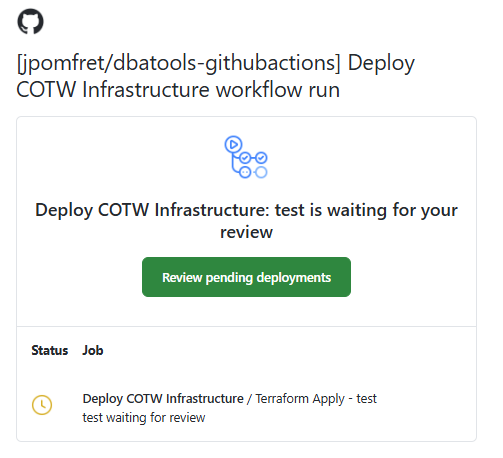 [jpomfret/dbatools-githubactions] Deploy
COTW Infrastructure workflow run
Deploy COTW Infrastructure: test is waiting for your
review
Review pending deployments
Status Job
Deploy COTW Infrastructure / Terraform Apply - test
test waiting for review